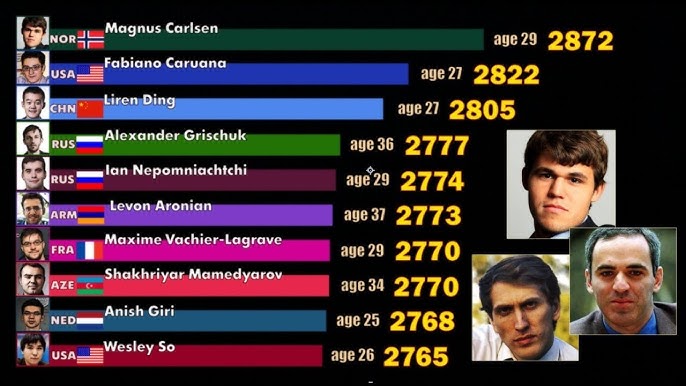 NOR Magnus Carlsen age 29 2872
USA Fabiano Caruana age 27 2822
CHN Liren Ding age 27 2805
RUS Alexander Grischuk age 36 2777
RUS Ian Nepomniachtchi age 29 2774
ARM Levon Aronian age 37 2773
FRA Maxime Vachier-Lagrave age 29 2770
AZE Shakhriyar Mamedyarov age 34 2770
NED Anish Giri age 25 2768
USA Wesley So age 26 2765